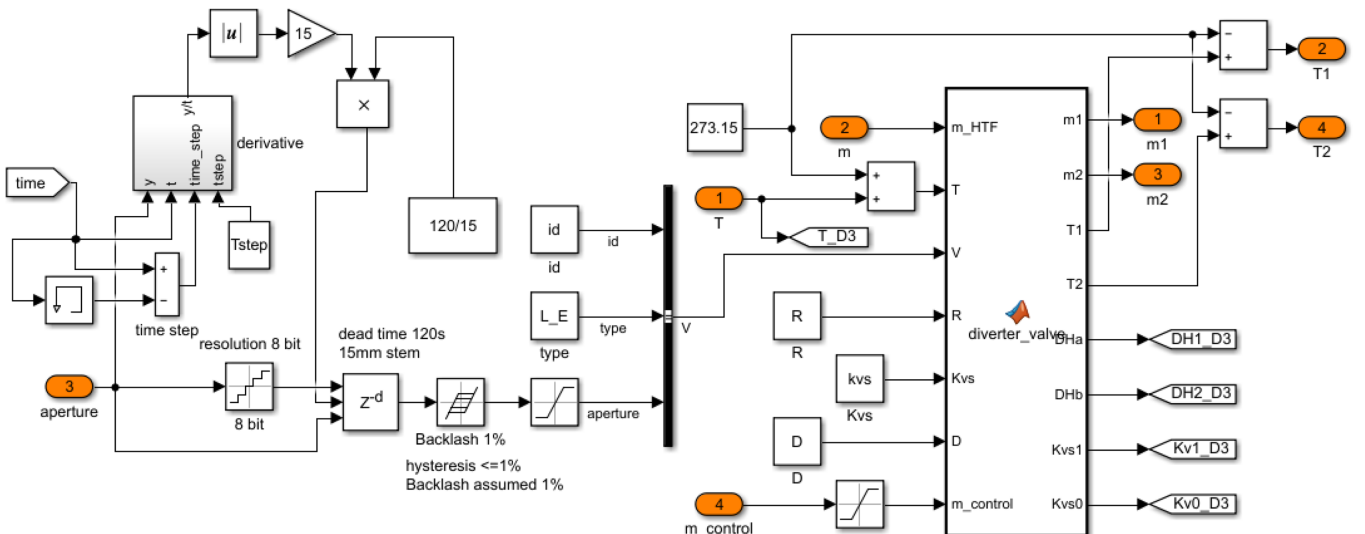 |u|
15
×
y/t
derivative
y
t
time_step
tstep
time
Tstep
120/15
+
−
time step
3
aperture
resolution 8 bit
8 bit
dead time 120s
15mm stem
Z-d
Backlash 1%
hysteresis <=1%
Backlash assumed 1%
id
id
id
L_E
type
type
aperture
V
273.15
2
m
1
T
+
+
T_D3
R
R
kvs
Kvs
D
D
4
m_control
m_HTF
T
V
R
Kvs
D
m_control
diverter_valve
m1
m2
T1
T2
DHa
DHb
Kvs1
Kvs0
−
+
2
T1
−
+
4
T2
1
m1
3
m2
DH1_D3
DH2_D3
Kv1_D3
Kv0_D3